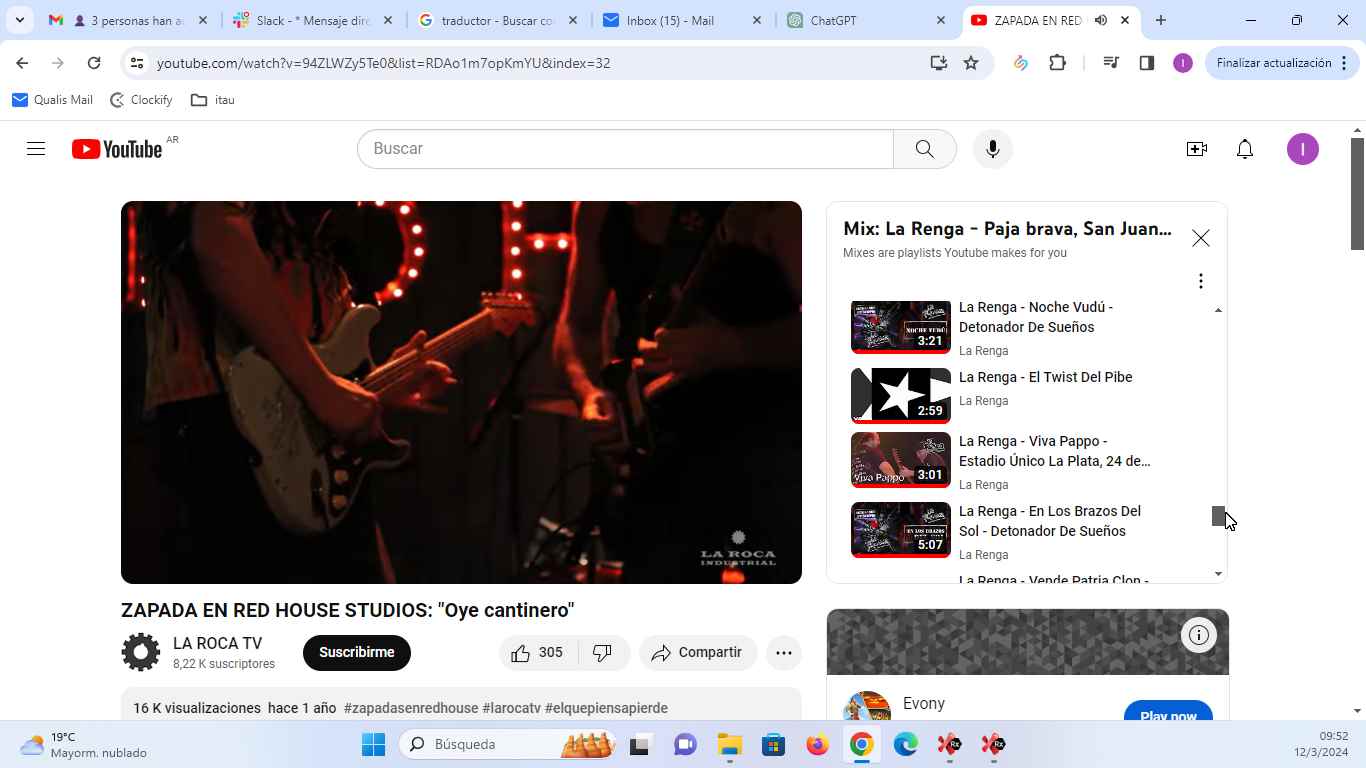 3 personas han a
Slack - * Mensaje dire
traductor - Buscar co
Inbox (15) - Mail
ChatGPT
ZAPADA EN RED
youtube.com/watch?v=94ZLWZy5Te0&list=RDAo1m7opKmYU&index=32
I
Finalizar actualización
Qualis Mail
Clockify
itau
YouTube AR
Buscar
I
LA ROCA
INDUSTRIAL
ZAPADA EN RED HOUSE STUDIOS: "Oye cantinero"
LA ROCA TV
8,22 K suscriptores
Suscribirme
305
Compartir
16 K visualizaciones hace 1 año #zapadasenredhouse #larocatv #elquepiensapierde
Mix: La Renga - Paja brava, San Juan...
Mixes are playlists Youtube makes for you
NOCHE VUDÚ
3:21
La Renga - Noche Vudú -
Detonador De Sueños
La Renga
2:59
La Renga - El Twist Del Pibe
La Renga
Viva Pappo
3:01
La Renga - Viva Pappo -
Estadio Único La Plata, 24 de...
La Renga
EN LOS BRAZOS
5:07
La Renga - En Los Brazos Del
Sol - Detonador De Sueños
La Renga
La Renga - Vende Patria Clon -
Evony
Play now
19°C
Mayorm. nublado
Búsqueda
Rx
Rx
09:52
12/3/2024